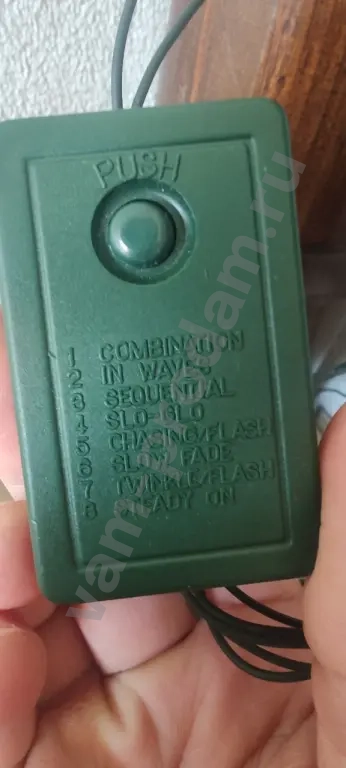 PUSH
1 COMBINATION
2 IN WAVES
3 SEQUENTIAL
4 SLO-GLO
5 CHASING/FLASH
6 SLOW FADE
7 TWINKLE/FLASH
8 STEADY ON